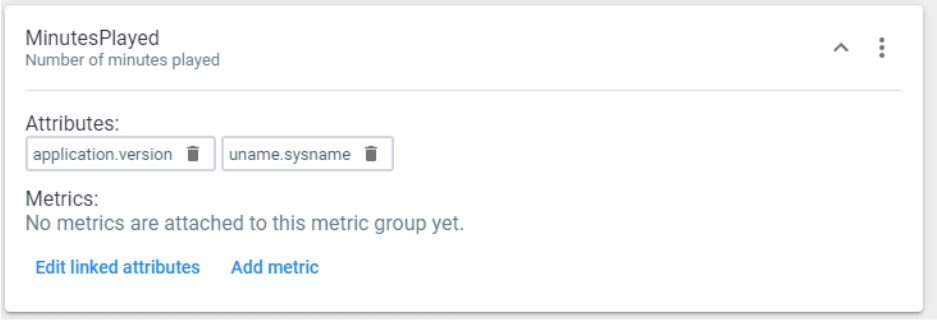 MinutesPlayed
Number of minutes played
Attributes:
application.version uname.sysname
Metrics:
No metrics are attached to this metric group yet.
Edit linked attributes Add metric